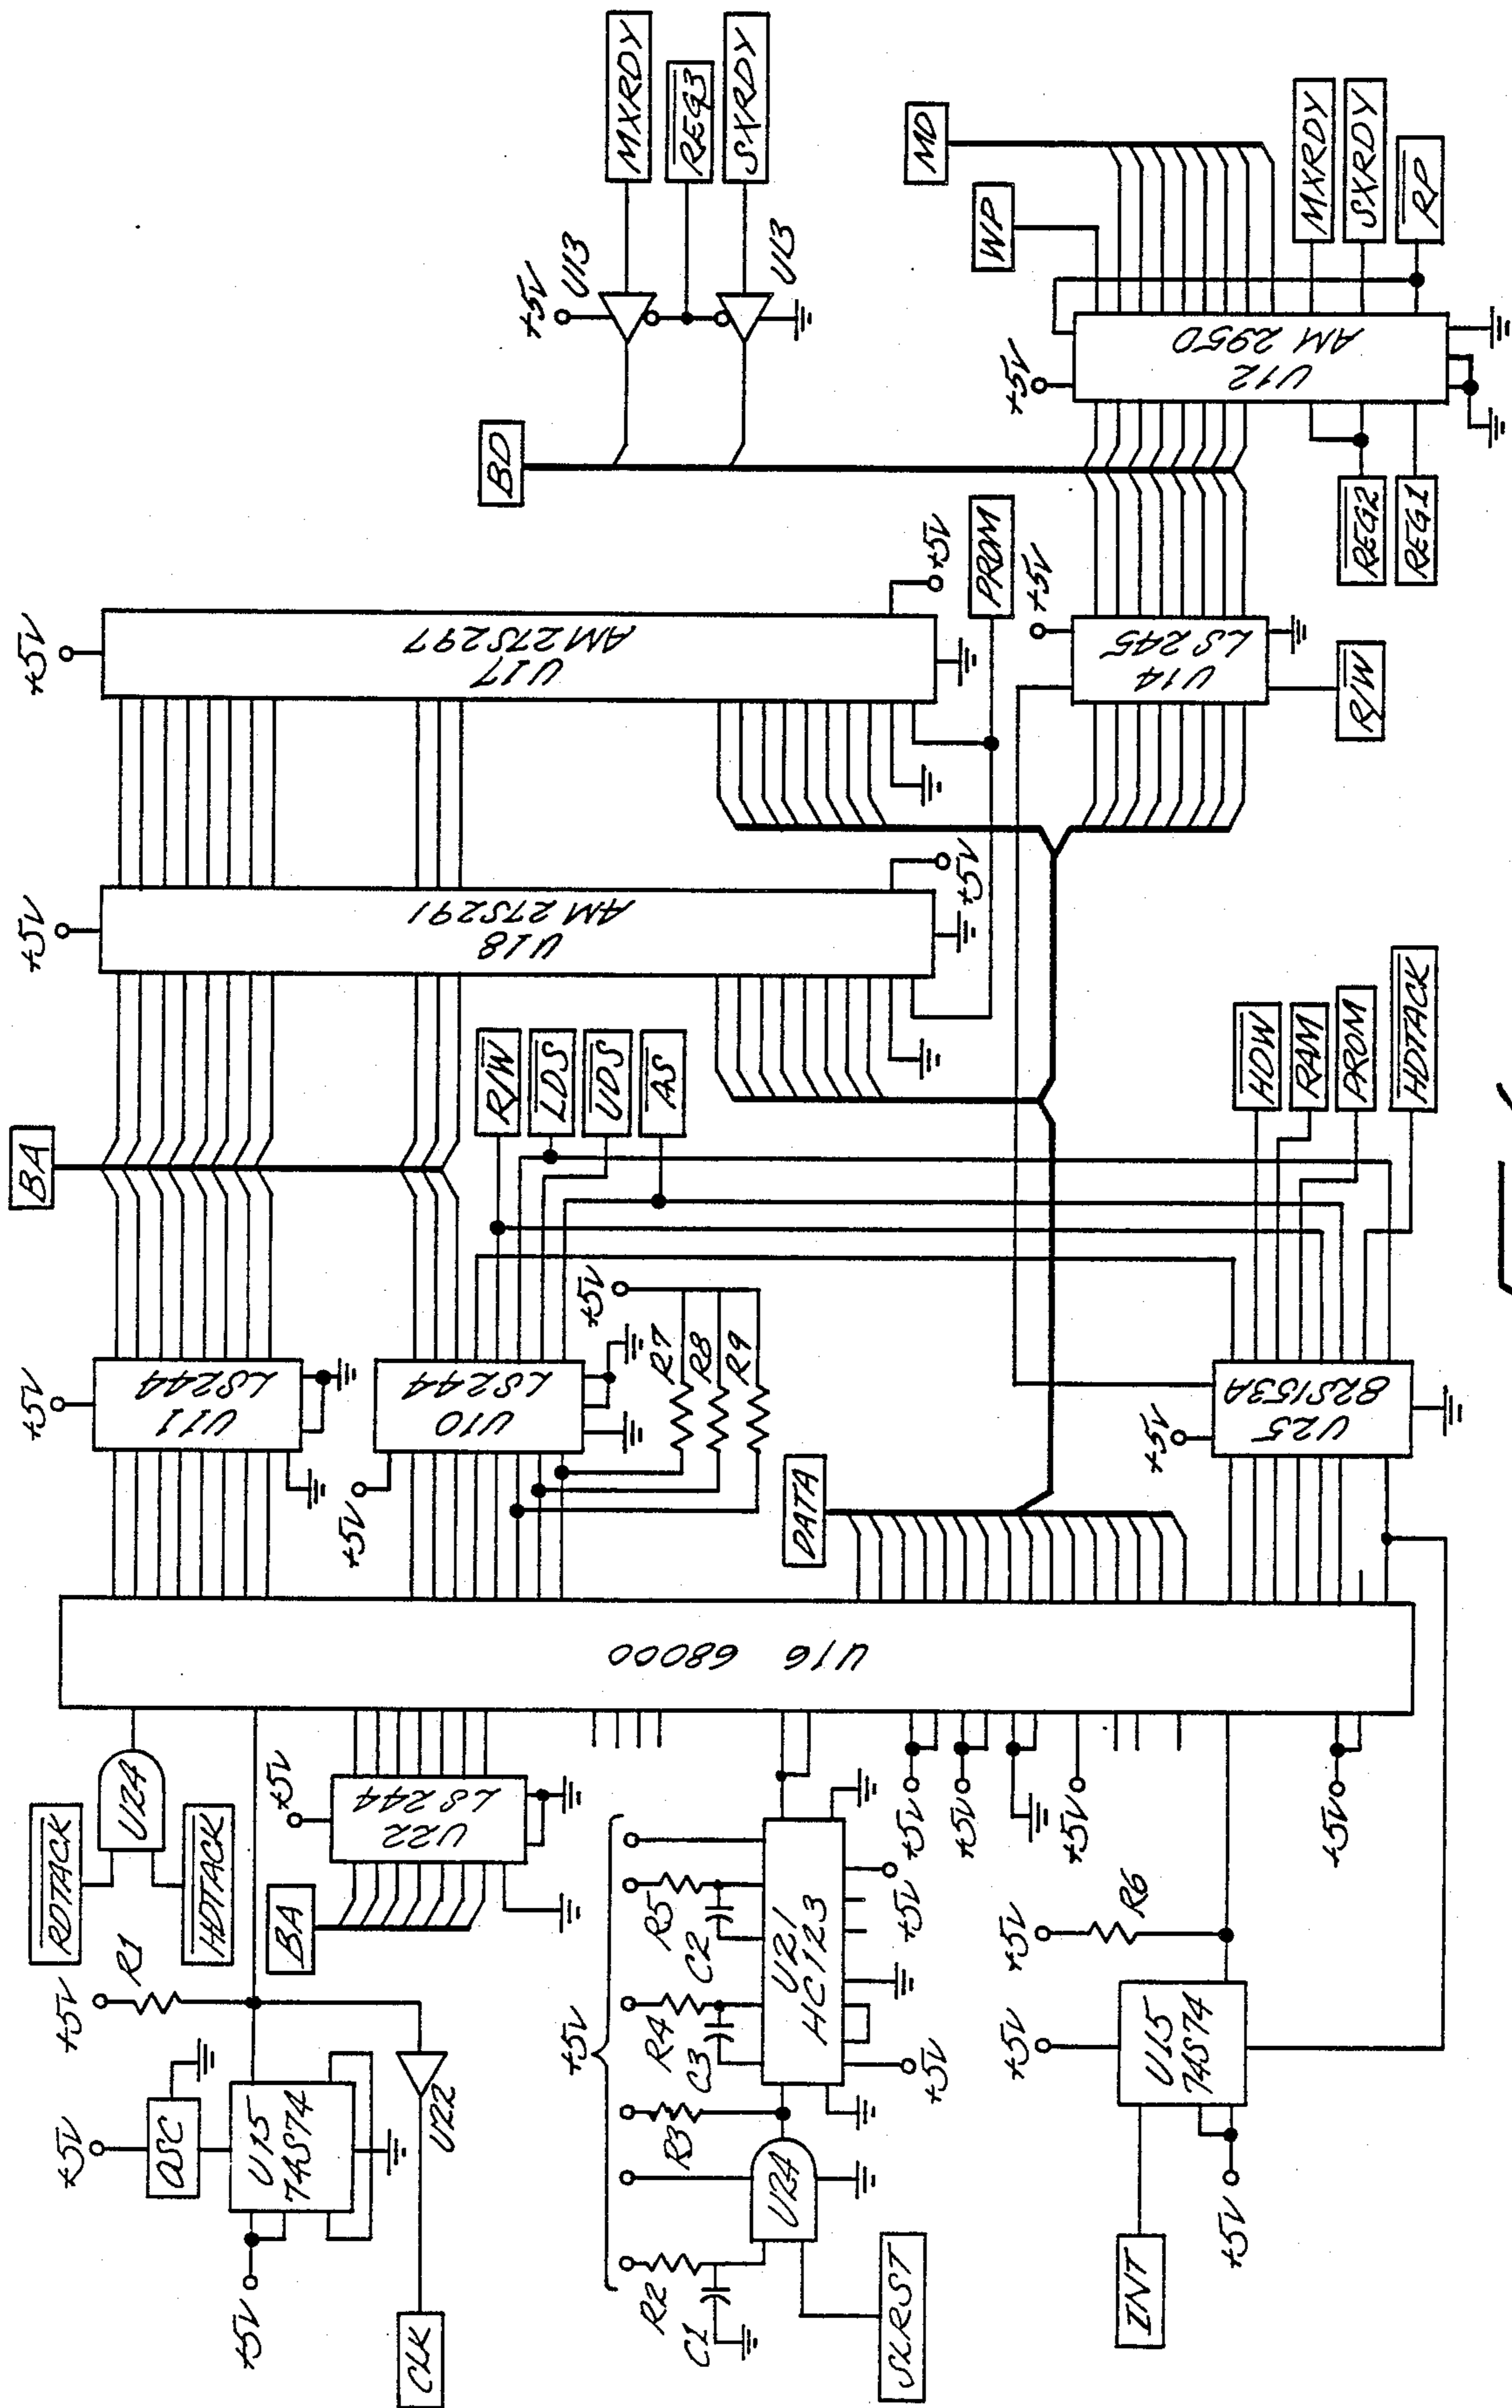 MXRDY
REG3
SXRDY
+5V
U13
U13
BD
MD
WP
MXRDY
SXRDY
RP
+5V
U12
AM 2950
REG2
REG1
+5V
U17
AM27S297
+5V
PROM
+5V
U14
LS245
R/W
+5V
U18
AM27S291
+5V
BA
R/W
LDS
UDS
AS
HDW
RAM
PROM
HDTACK
+5V
U11
LS244
+5V
U10
LS244
+5V
R7
R8
R9
DATA
+5V
U25
82S153A
U16 68000
RDTACK
HDTACK
U24
+5V
R1
+5V
OSC
U15
74S74
+5V
U22
CLK
BA
+5V
U22
LS244
+5V
R2
C1
R3
R4
C3
R5
C2
U24
SLRST
U21
HC123
+5V
+5V
+5V
+5V
+5V
+5V
+5V
R6
+5V
U15
74S74
INT
+5V